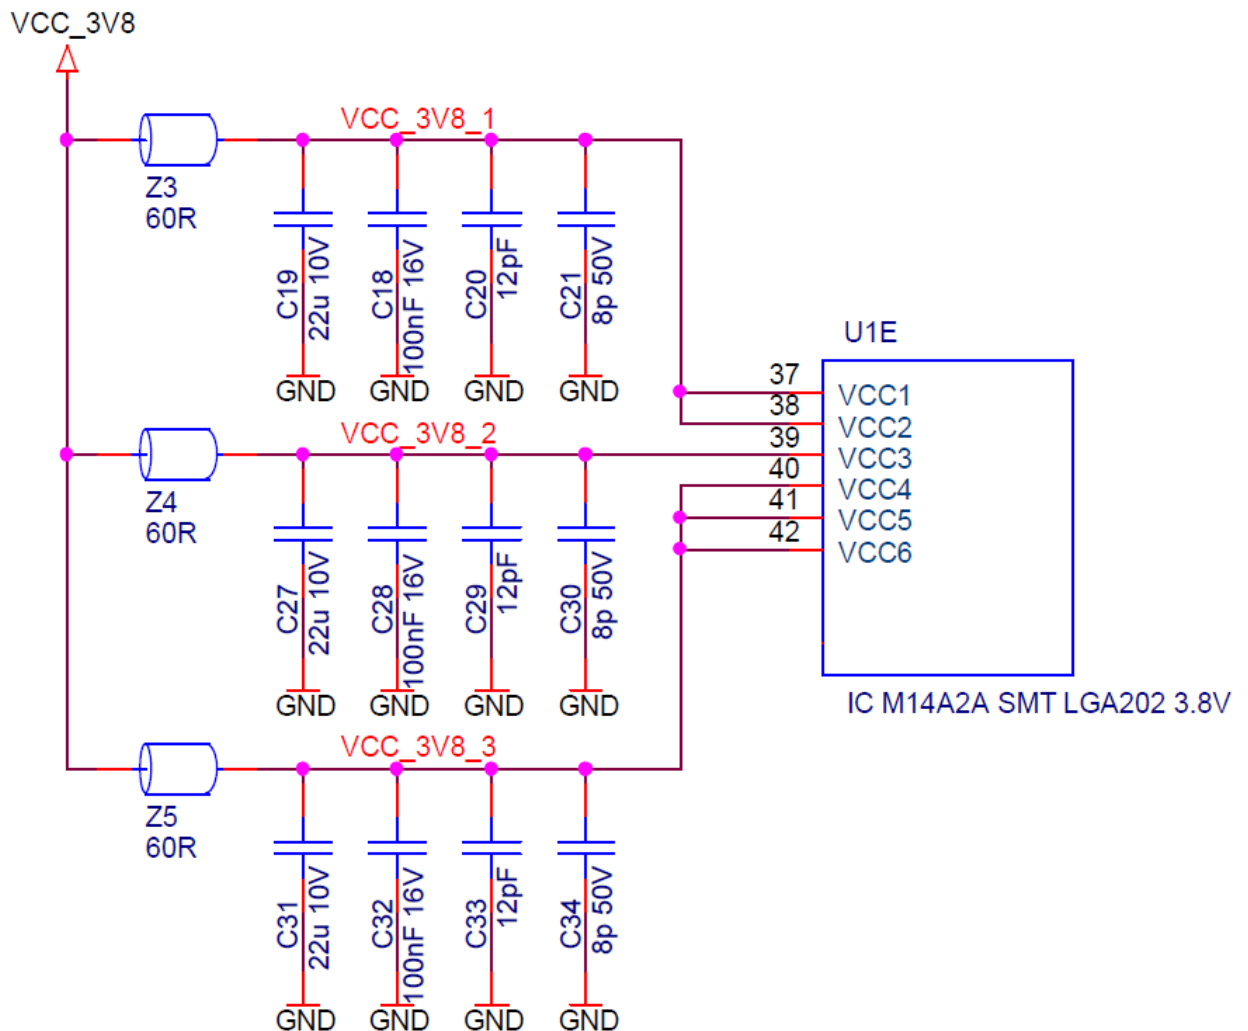 VCC_3V8
VCC_3V8_1
Z3
60R
C19
22u 10V
C18
100nF 16V
C20
12pF
C21
8p 50V
GND
GND
GND
GND
U1E
37
VCC1
38
VCC2
39
VCC3
40
VCC4
41
VCC5
42
VCC6
IC M14A2A SMT LGA202 3.8V
VCC_3V8_2
Z4
60R
C27
22u 10V
C28
100nF 16V
C29
12pF
C30
8p 50V
GND
GND
GND
GND
VCC_3V8_3
Z5
60R
C31
22u 10V
C32
100nF 16V
C33
12pF
C34
8p 50V
GND
GND
GND
GND